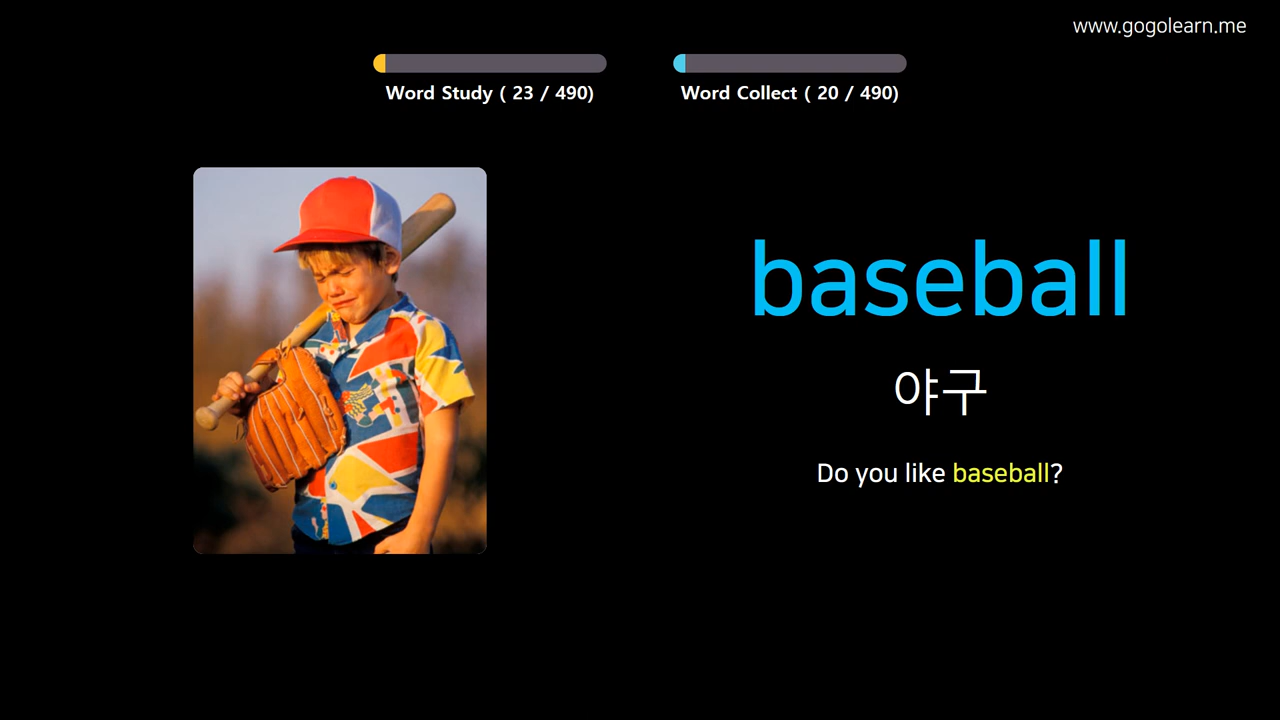 www.gogolearn.me
Word Study ( 23 / 490)
Word Collect ( 20 / 490)
baseball
야구
Do you like baseball?